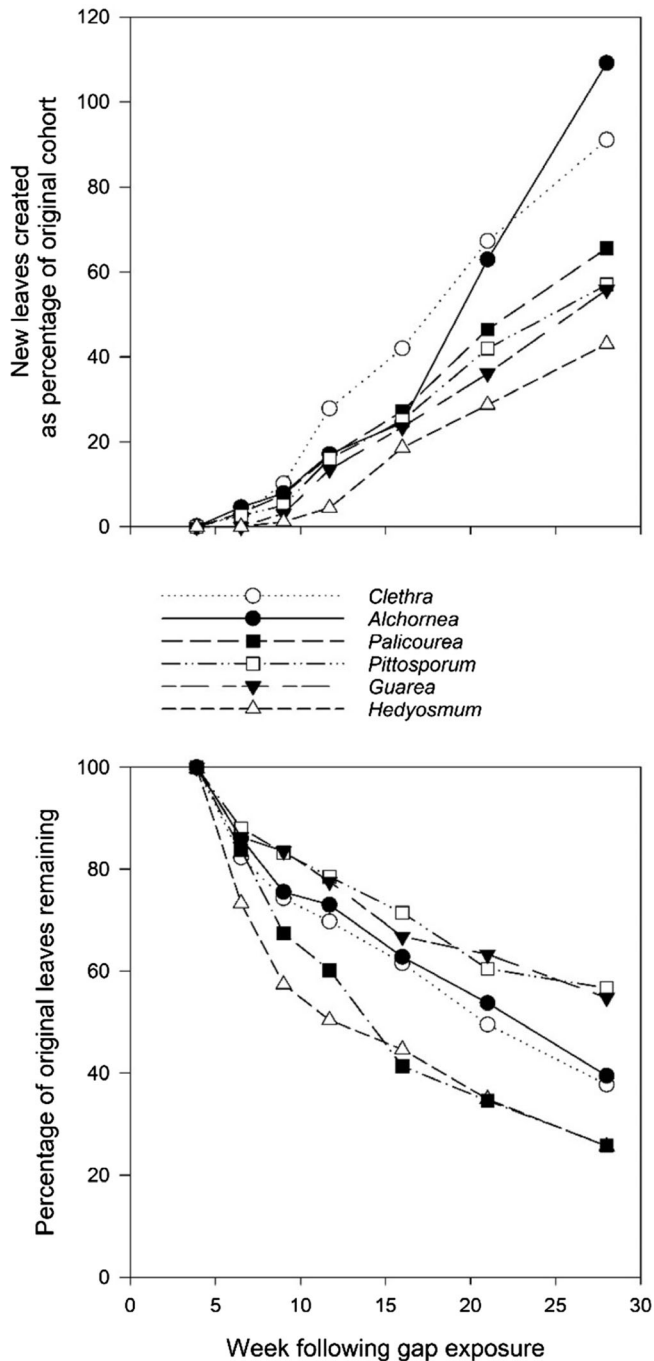 120
100
80
60
40
20
0
New leaves created
as percentage of original cohort
Clethra
Alchornea
Palicourea
Pittosporum
Guarea
Hedyosmum
100
80
60
40
20
0
Percentage of original leaves remaining
0 5 10 15 20 25 30
Week following gap exposure